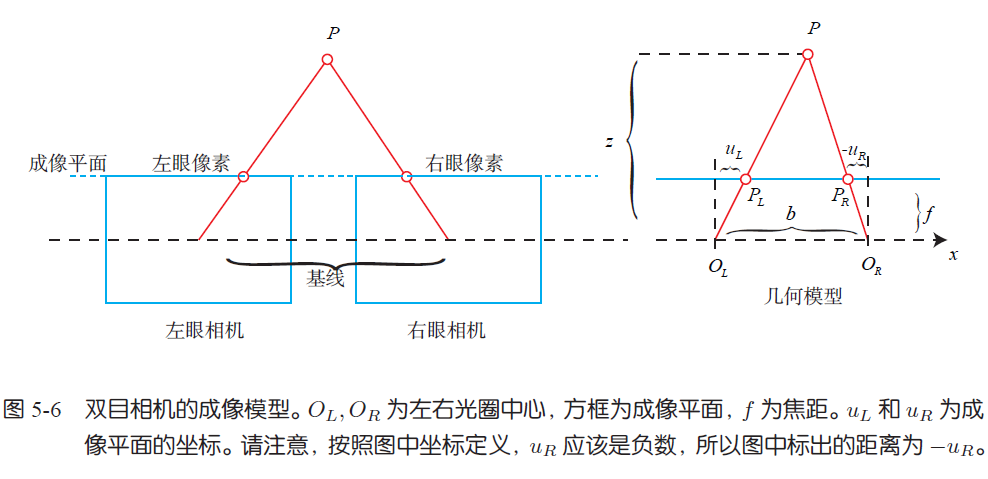 P
成像平面
左眼像素
右眼像素
基线
左眼相机
右眼相机
P
z
u_L
-u_R
P_L
P_R
b
f
x
O_L
O_R
几何模型
图 5-6 双目相机的成像模型。O_L, O_R 为左右光圈中心，方框为成像平面，f 为焦距。u_L 和 u_R 为成
像平面的坐标。请注意，按照图中坐标定义，u_R 应该是负数，所以图中标出的距离为 −u_R。